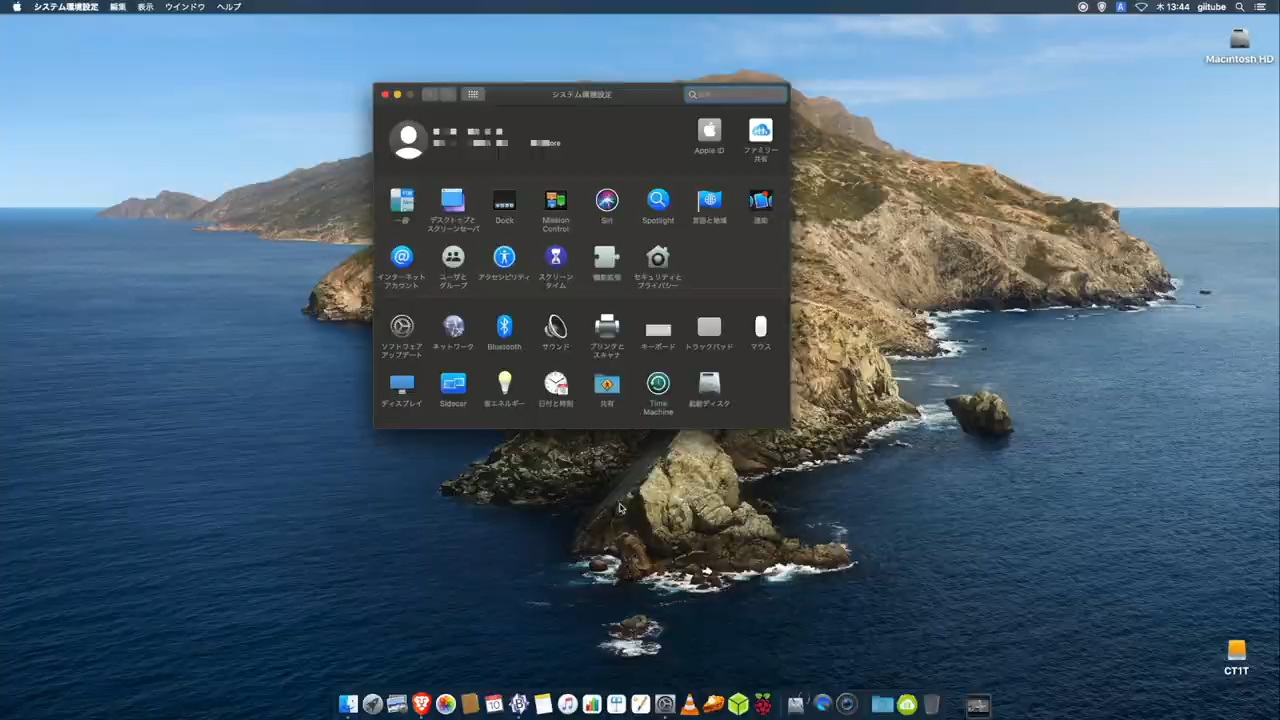 システム環境設定 編集 表示 ウインドウ ヘルプ
A 木13:44 giitube
Macintosh HD
システム環境設定
Apple ID
ファミリー
共有
一般
デスクトップと
スクリーンセーバ
Dock
Mission
Control
Siri
Spotlight
言語と地域
通知
インターネット
アカウント
ユーザと
グループ
アクセシビリティ
スクリーン
タイム
機能拡張
セキュリティと
プライバシー
ソフトウェア
アップデート
ネットワーク
Bluetooth
サウンド
プリンタと
スキャナ
キーボード
トラックパッド
マウス
ディスプレイ
Sidecar
省エネルギー
日付と時刻
共有
Time
Machine
起動ディスク
CT1T